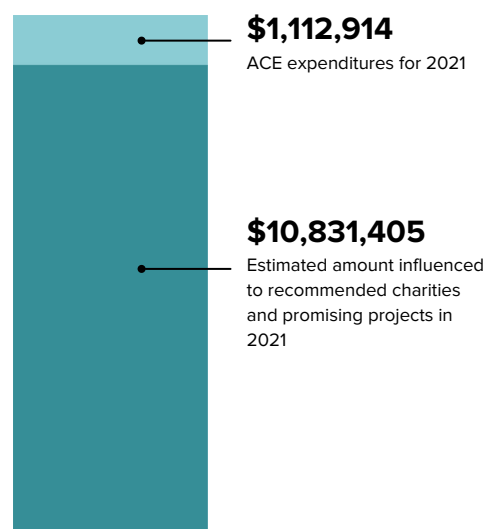 $1,112,914
ACE expenditures for 2021
$10,831,405
Estimated amount influenced
to recommended charities
and promising projects in
2021